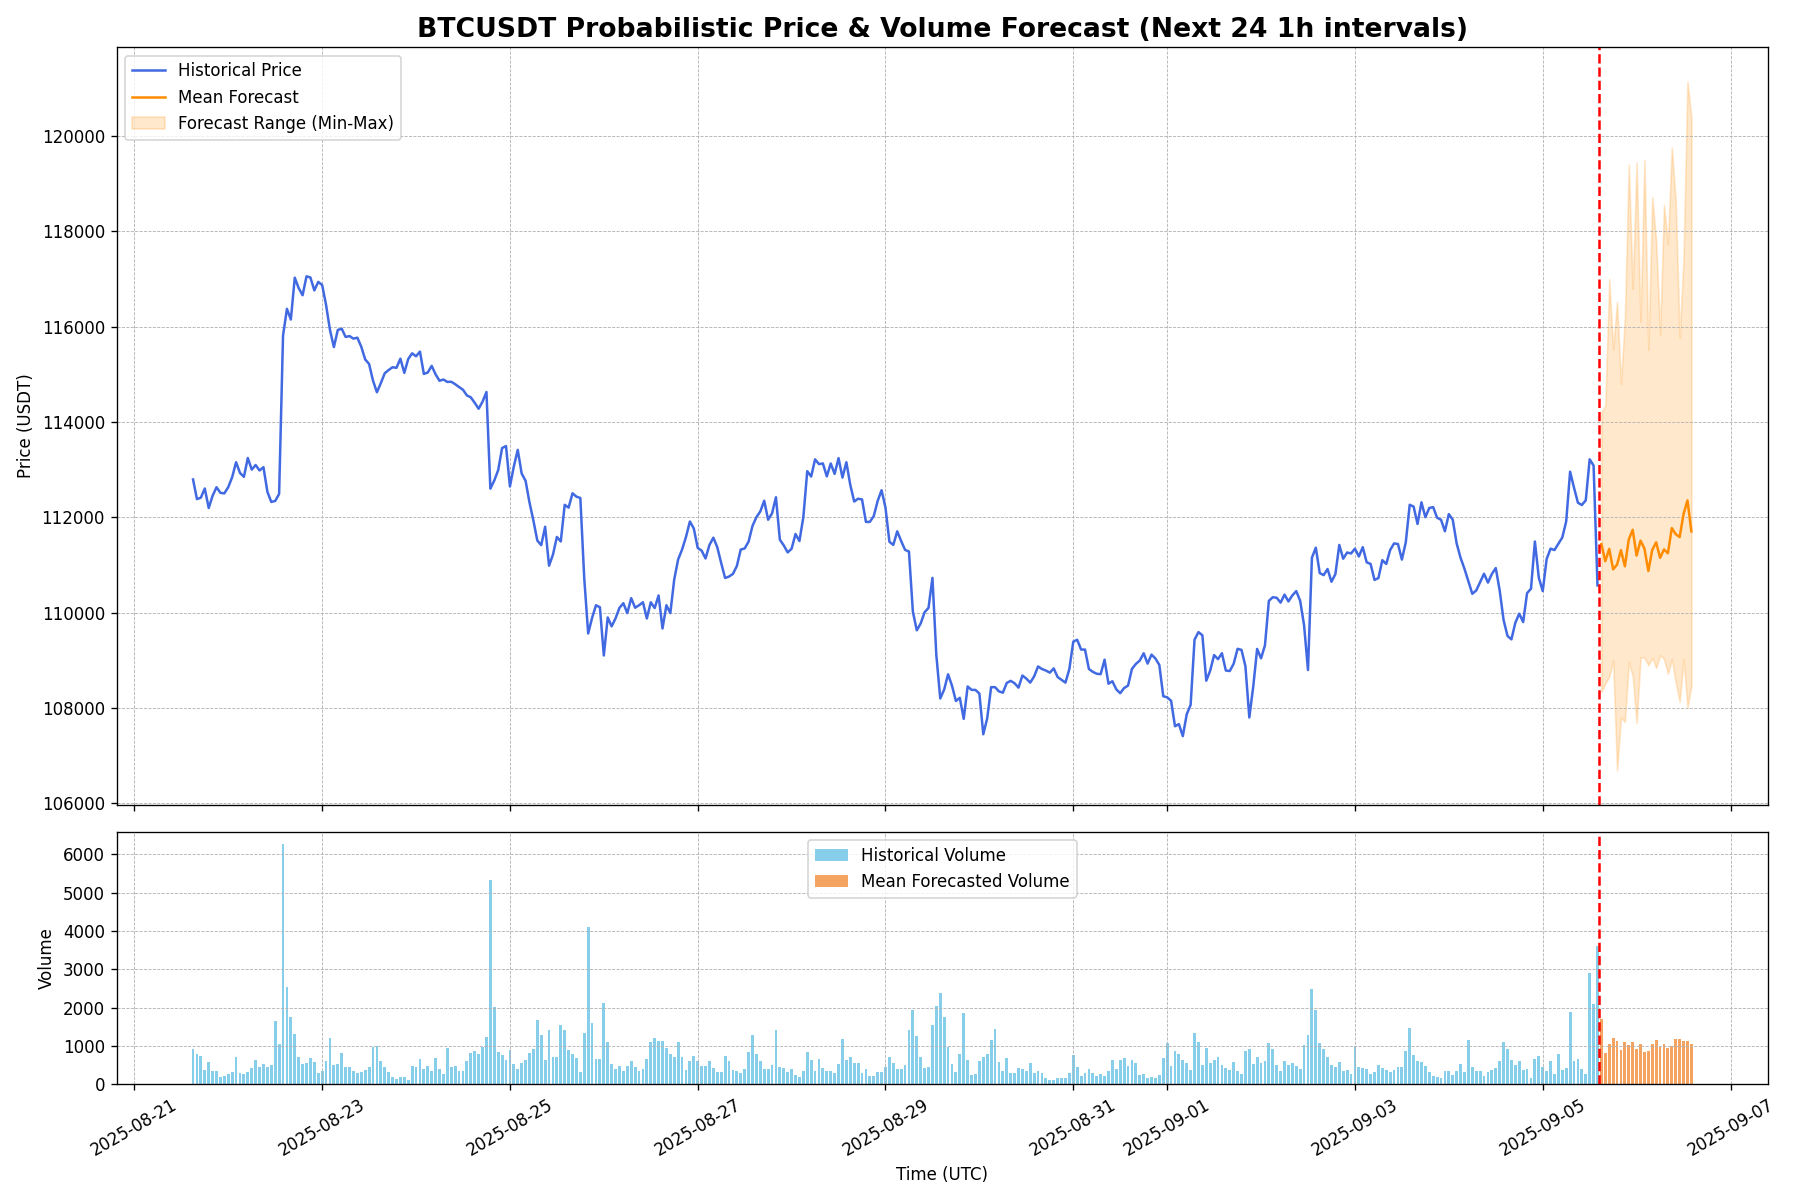 BTCUSDT Probabilistic Price & Volume Forecast (Next 24 1h intervals)
Historical Price
Mean Forecast
Forecast Range (Min-Max)
Price (USDT)
120000
118000
116000
114000
112000
110000
108000
106000
Historical Volume
Mean Forecasted Volume
Volume
6000
5000
4000
3000
2000
1000
0
2025-08-21
2025-08-23
2025-08-25
2025-08-27
2025-08-29
2025-08-31
2025-09-01
2025-09-03
2025-09-05
2025-09-07
Time (UTC)